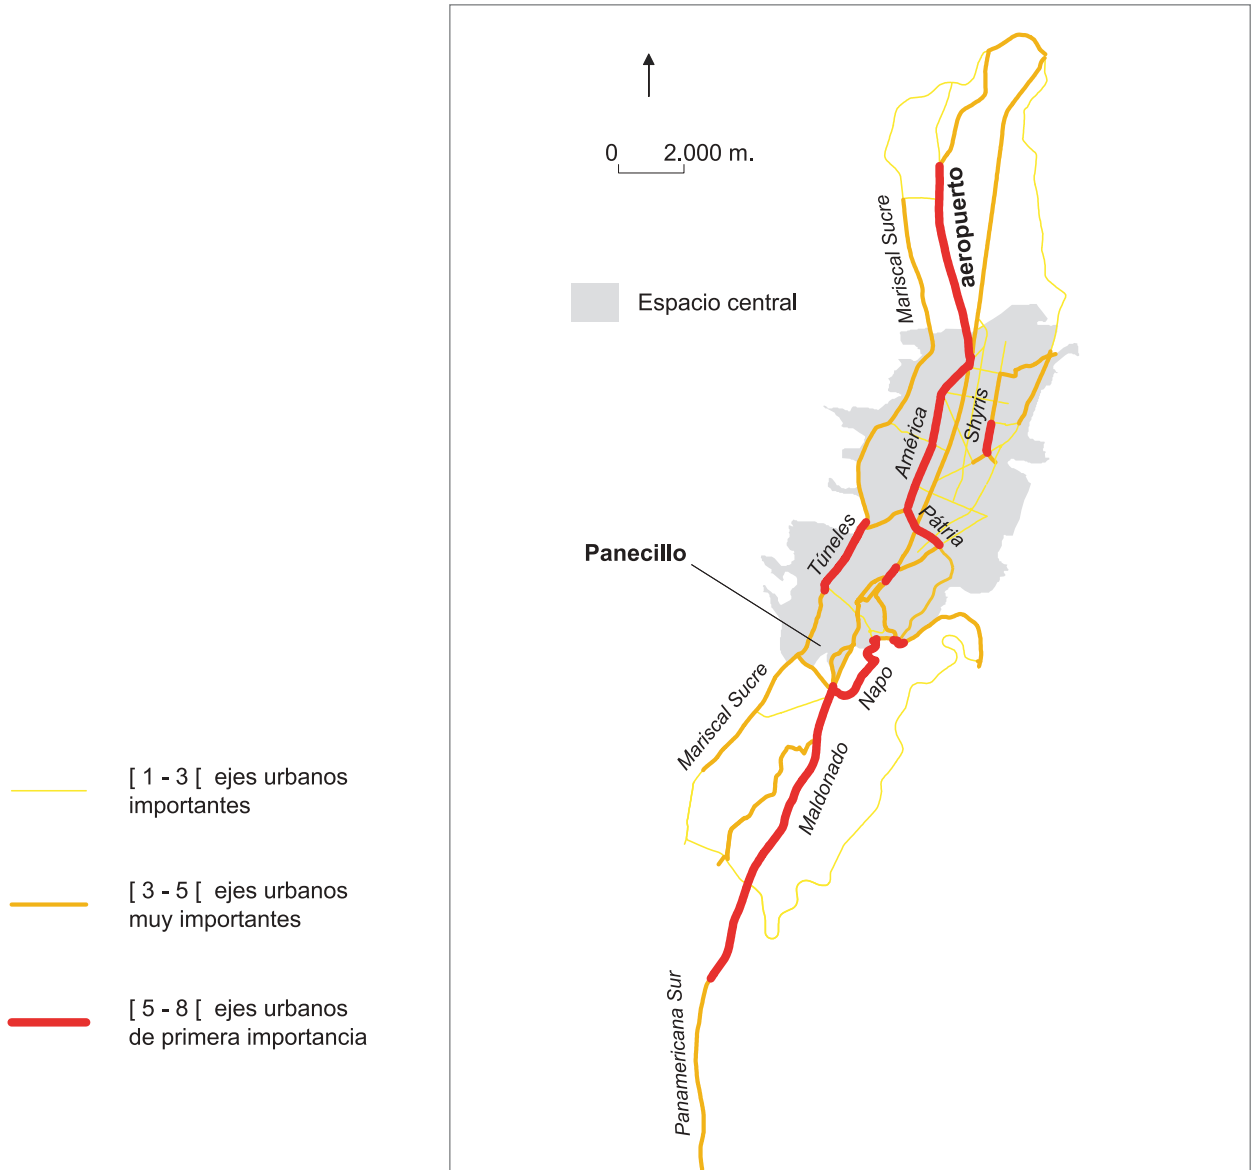 0 2.000 m.
aeropuerto
Mariscal Sucre
Espacio central
América
Shyris
Pátria
Túneles
Panecillo
Napo
Mariscal Sucre
Maldonado
Panamericana Sur
[ 1 - 3 [ ejes urbanos
importantes
[ 3 - 5 [ ejes urbanos
muy importantes
[ 5 - 8 [ ejes urbanos
de primera importancia